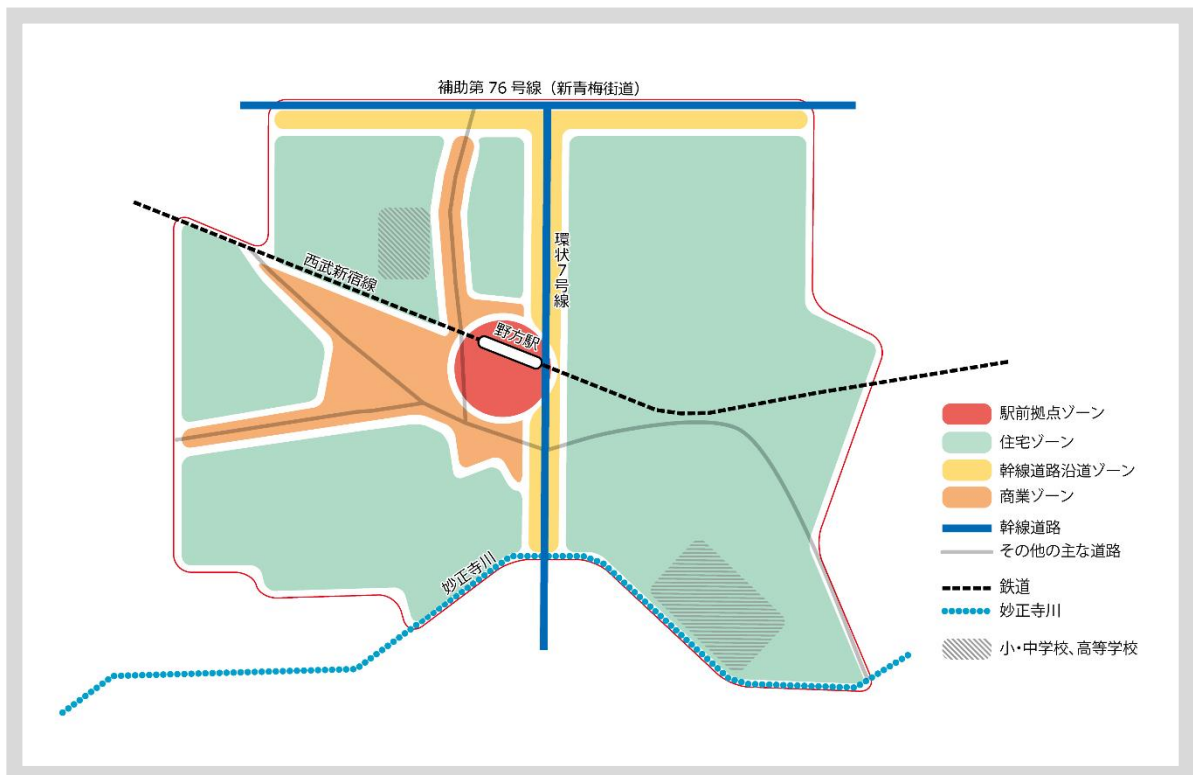 補助第76号線（新青梅街道）
環状7号線
西武新宿線
野方駅
妙正寺川
駅前拠点ゾーン
住宅ゾーン
幹線道路沿道ゾーン
商業ゾーン
幹線道路
その他の主な道路
鉄道
妙正寺川
小・中学校、高等学校